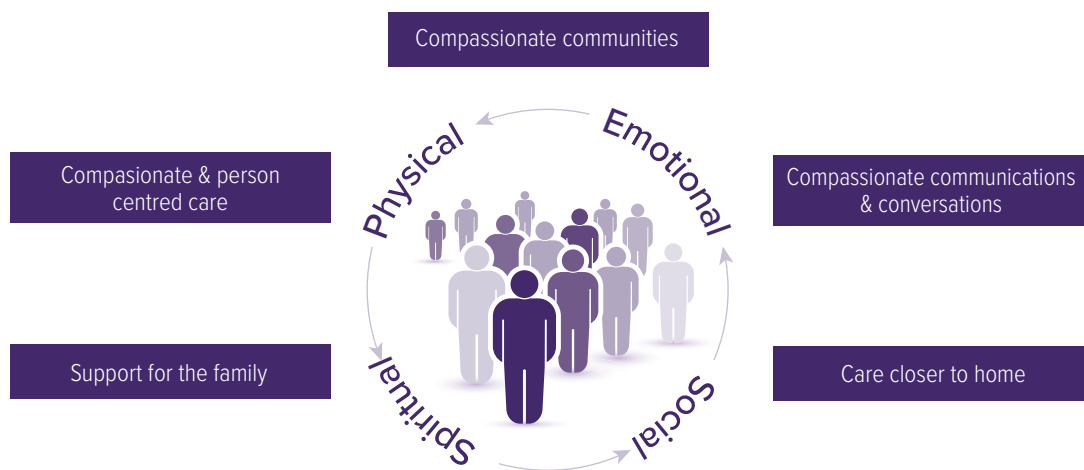 Compassionate communities
Physical
Emotional
Compasionate & person
centred care
Compassionate communications
& conversations
Support for the family
Care closer to home
Spiritual
Social